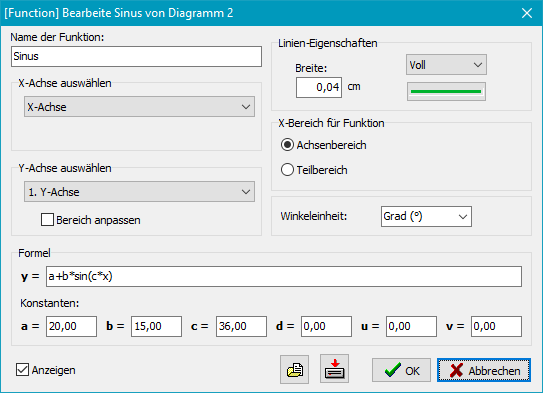 [Function] Bearbeite Sinus von Diagramm 2
Name der Funktion:
Sinus
X-Achse auswählen
X-Achse
Y-Achse auswählen
1. Y-Achse
Bereich anpassen
Linien-Eigenschaften
Breite:
0,04 cm
Voll
X-Bereich für Funktion
Achsenbereich
Teilbereich
Winkeleinheit: Grad (°)
Formel
y = a+b*sin(c*x)
Konstanten:
a = 20,00 b = 15,00 c = 36,00 d = 0,00 u = 0,00 v = 0,00
Anzeigen
OK
Abbrechen